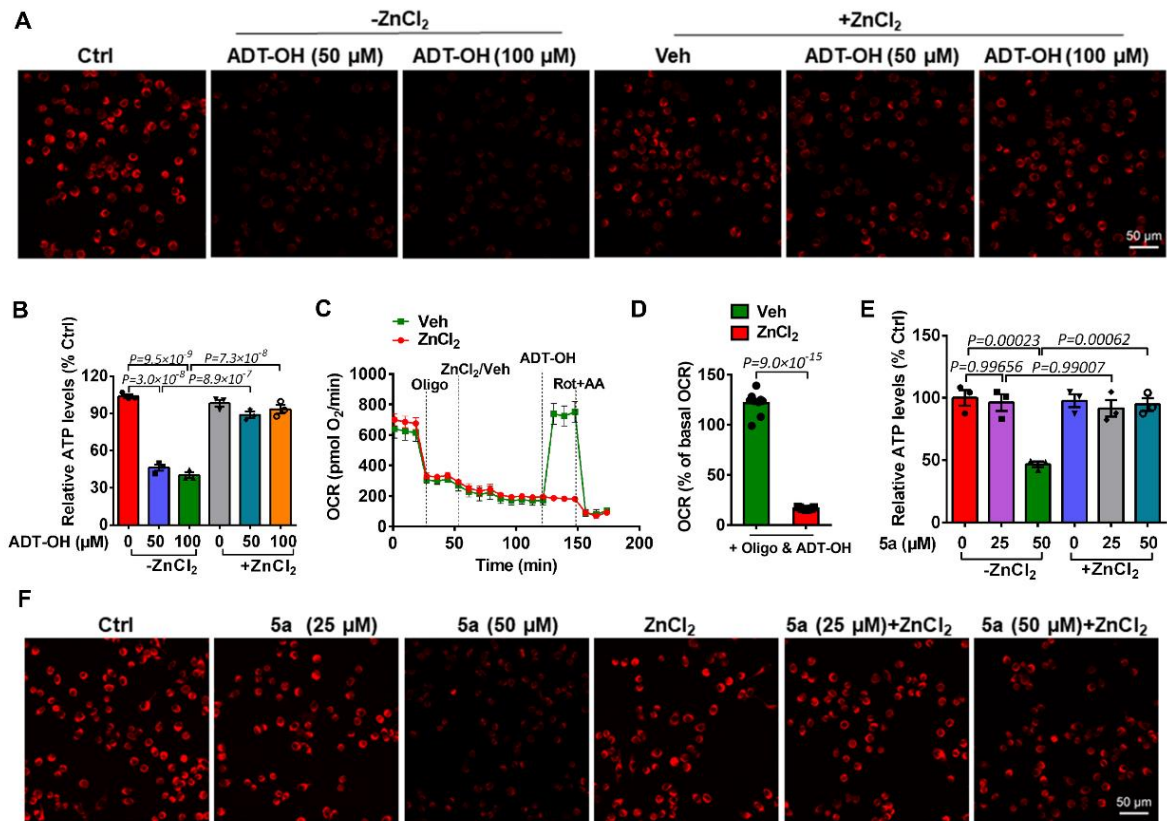 A
-ZnCl₂
+ZnCl₂
Ctrl
ADT-OH (50 µM)
ADT-OH (100 µM)
Veh
ADT-OH (50 µM)
ADT-OH (100 µM)
50 µm
B
Relative ATP levels (% Ctrl)
120
90
60
30
0
P=9.5×10⁻⁹
P=7.3×10⁻⁸
P=3.0×10⁻⁸
P=8.9×10⁻⁷
ADT-OH (µM)
0 50 100 0 50 100
-ZnCl₂ +ZnCl₂
C
Veh
ZnCl₂
OCR (pmol O₂/min)
1000
800
600
400
200
0
Oligo
ZnCl₂/Veh
ADT-OH
Rot+AA
0 50 100 150 200
Time (min)
D
Veh
ZnCl₂
P=9.0×10⁻¹⁵
OCR (% of basal OCR)
150
100
50
0
+ Oligo & ADT-OH
E
Relative ATP levels (% Ctrl)
150
100
50
0
P=0.00023
P=0.00062
P=0.99656
P=0.99007
5a (µM)
0 25 50 0 25 50
-ZnCl₂ +ZnCl₂
F
Ctrl
5a (25 µM)
5a (50 µM)
ZnCl₂
5a (25 µM)+ZnCl₂
5a (50 µM)+ZnCl₂
50 µm